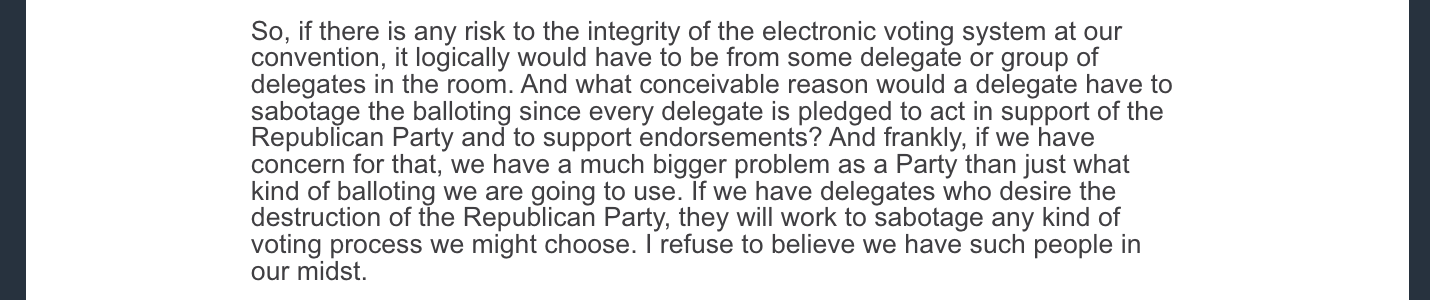 So, if there is any risk to the integrity of the electronic voting system at our
convention, it logically would have to be from some delegate or group of
delegates in the room. And what conceivable reason would a delegate have to
sabotage the balloting since every delegate is pledged to act in support of the
Republican Party and to support endorsements? And frankly, if we have
concern for that, we have a much bigger problem as a Party than just what
kind of balloting we are going to use. If we have delegates who desire the
destruction of the Republican Party, they will work to sabotage any kind of
voting process we might choose. I refuse to believe we have such people in
our midst.